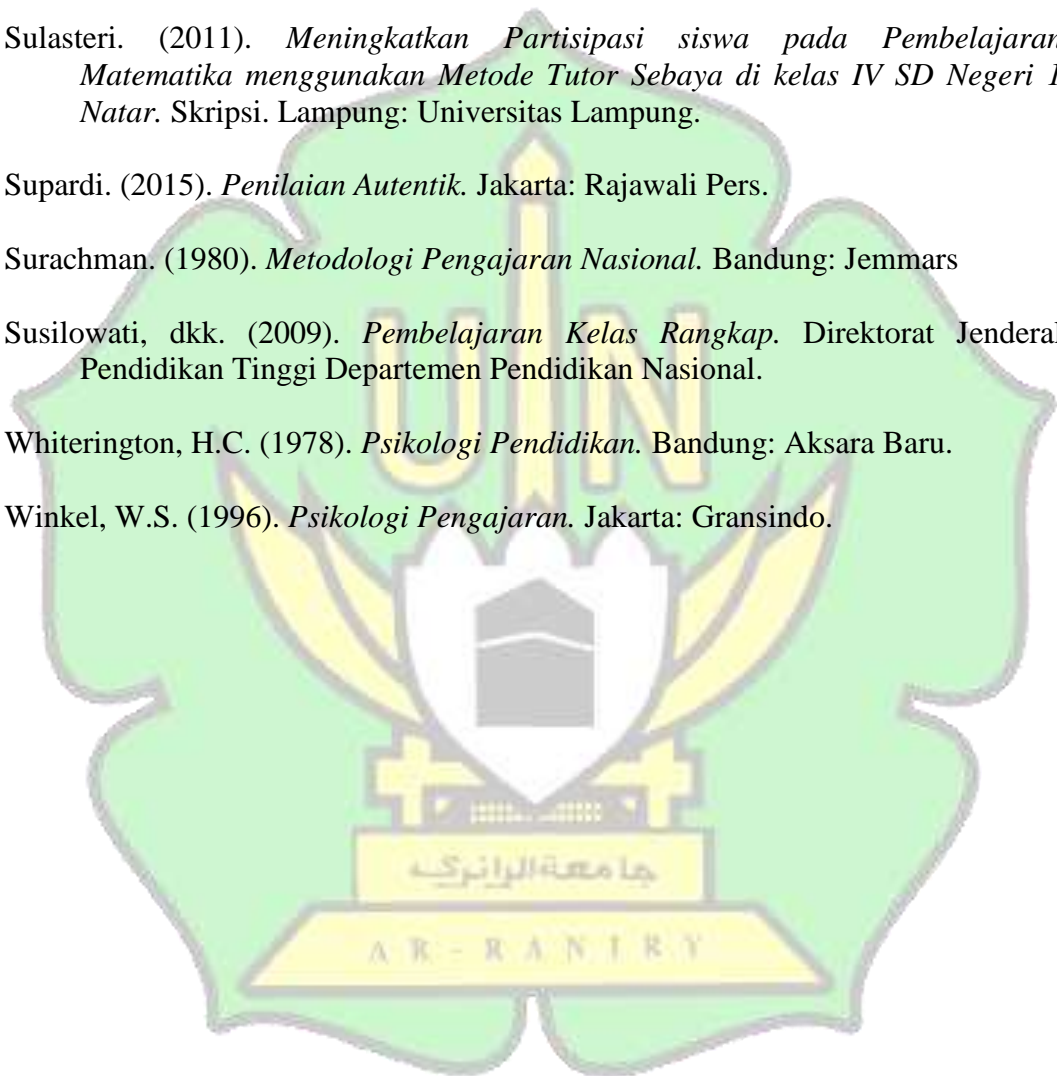 Sulasteri. (2011). Meningkatkan Partisipasi siswa pada Pembelajaran
Matematika menggunakan Metode Tutor Sebaya di kelas IV SD Negeri I
Natar. Skripsi. Lampung: Universitas Lampung.
Supardi. (2015). Penilaian Autentik. Jakarta: Rajawali Pers.
Surachman. (1980). Metodologi Pengajaran Nasional. Bandung: Jemmars
Susilowati, dkk. (2009). Pembelajaran Kelas Rangkap. Direktorat Jenderal
Pendidikan Tinggi Departemen Pendidikan Nasional.
Whiterington, H.C. (1978). Psikologi Pendidikan. Bandung: Aksara Baru.
Winkel, W.S. (1996). Psikologi Pengajaran. Jakarta: Gransindo.
UIN
جامعة الرانري
AR-RANIRY